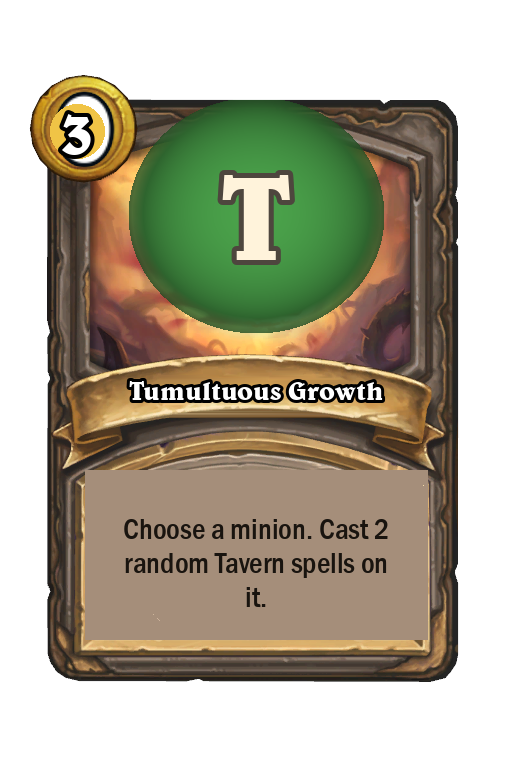 3
T
Tumultuous Growth
Choose a minion. Cast 2
random Tavern spells on
it.